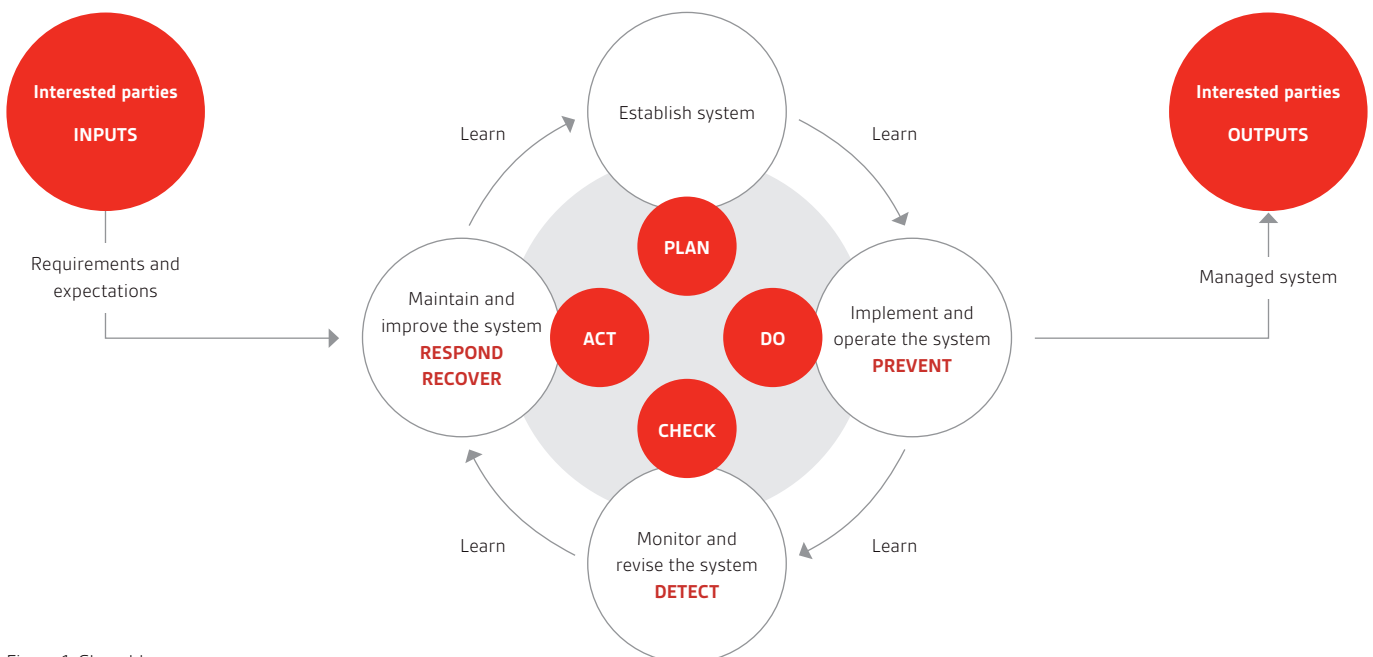 Interested parties
INPUTS
Requirements and
expectations
Learn
Establish system
Learn
PLAN
Maintain and
improve the system
RESPOND
RECOVER
ACT
DO
Implement and
operate the system
PREVENT
CHECK
Learn
Monitor and
revise the system
DETECT
Learn
Interested parties
OUTPUTS
Managed system